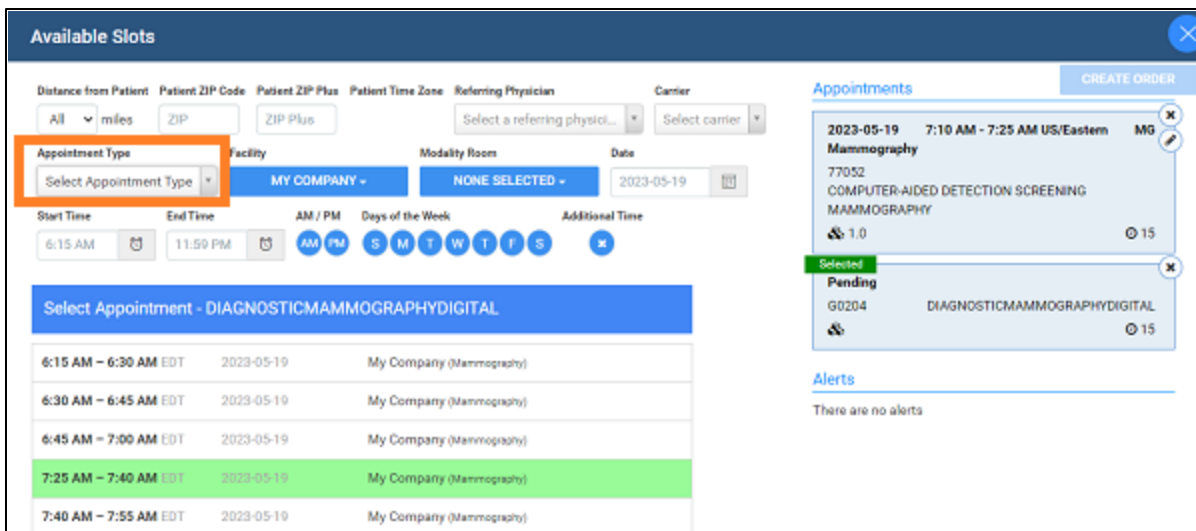 Available Slots
CREATE ORDER
Distance from Patient Patient ZIP Code Patient ZIP Plus Patient Time Zone Referring Physician Carrier
All miles ZIP ZIP Plus Select a referring physici... Select carrier
Appointment Type Facility Modality Room Date
Select Appointment Type MY COMPANY NONE SELECTED 2023-05-19
Start Time End Time AM / PM Days of the Week Additional Time
6:15 AM 11:59 PM AM PM S M T W T F S
Select Appointment - DIAGNOSTICMAMMOGRAPHYDIGITAL
6:15 AM – 6:30 AM EDT 2023-05-19 My Company (Mammography)
6:30 AM – 6:45 AM EDT 2023-05-19 My Company (Mammography)
6:45 AM – 7:00 AM EDT 2023-05-19 My Company (Mammography)
7:25 AM – 7:40 AM EDT 2023-05-19 My Company (Mammography)
7:40 AM – 7:55 AM EDT 2023-05-19 My Company (Mammography)
Appointments
2023-05-19 7:10 AM - 7:25 AM US/Eastern MG
Mammography
77052
COMPUTER-AIDED DETECTION SCREENING
MAMMOGRAPHY
1.0 15
Selected
Pending
G0204 DIAGNOSTICMAMMOGRAPHYDIGITAL
15
Alerts
There are no alerts